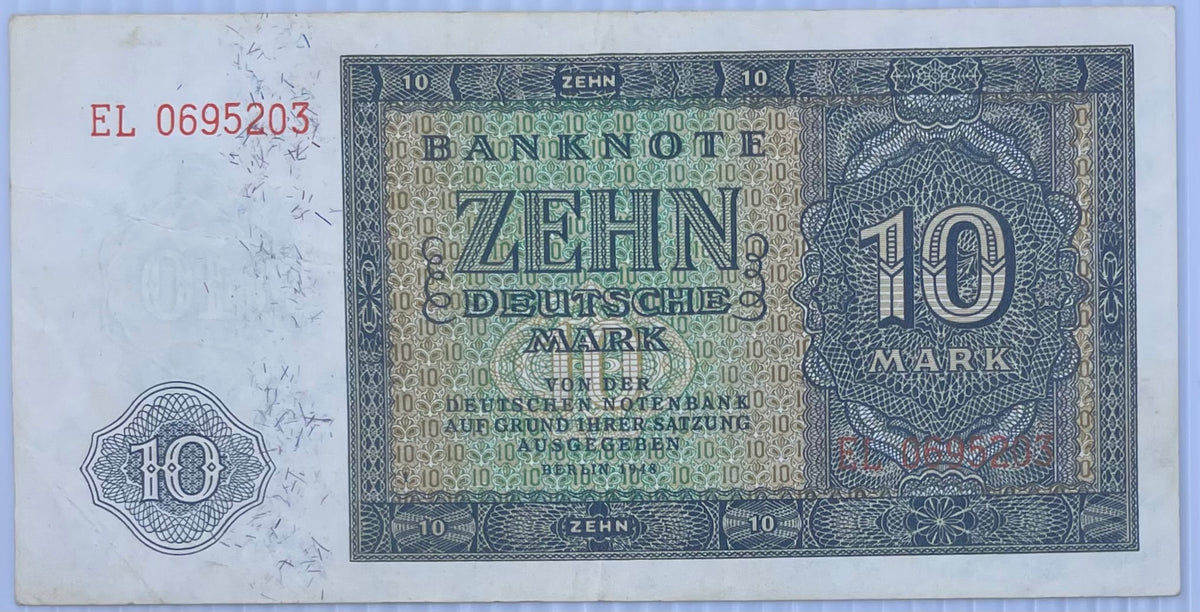 10 ZEHN 10
EL 0695203
BANKNOTE
ZEHN
DEUTSCHE
MARK
VON DER
DEUTSCHEN NOTENBANK
AUF GRUND IHRER SATZUNG
AUSGEGEBEN
BERLIN 1948
10
MARK
EL 0695203
10
10 ZEHN 10